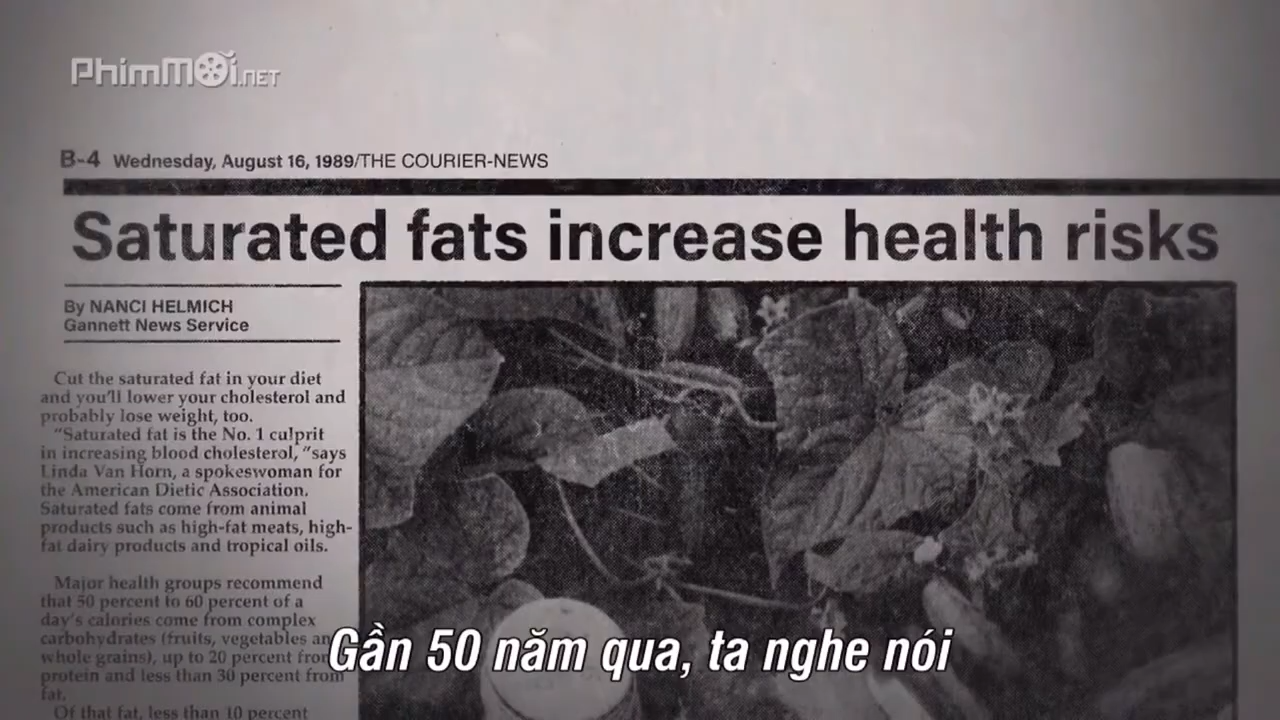 PhimMỗi.NET
B-4 Wednesday, August 16, 1989/THE COURIER-NEWS
Saturated fats increase health risks
By NANCI HELMICH
Gannett News Service
Cut the saturated fat in your diet
and you'll lower your cholesterol and
probably lose weight, too.
"Saturated fat is the No. 1 culprit
in increasing blood cholesterol, "says
Linda Van Horn, a spokeswoman for
the American Dietic Association.
Saturated fats come from animal
products such as high-fat meats, high-
fat dairy products and tropical oils.
Major health groups recommend
that 50 percent to 60 percent of a
day's calories come from complex
carbohydrates (fruits, vegetables an
whole grains), up to 20 percent from
protein and less than 30 percent from
fat.
Of that fat, less than 10 percent
Gần 50 năm qua, ta nghe nói